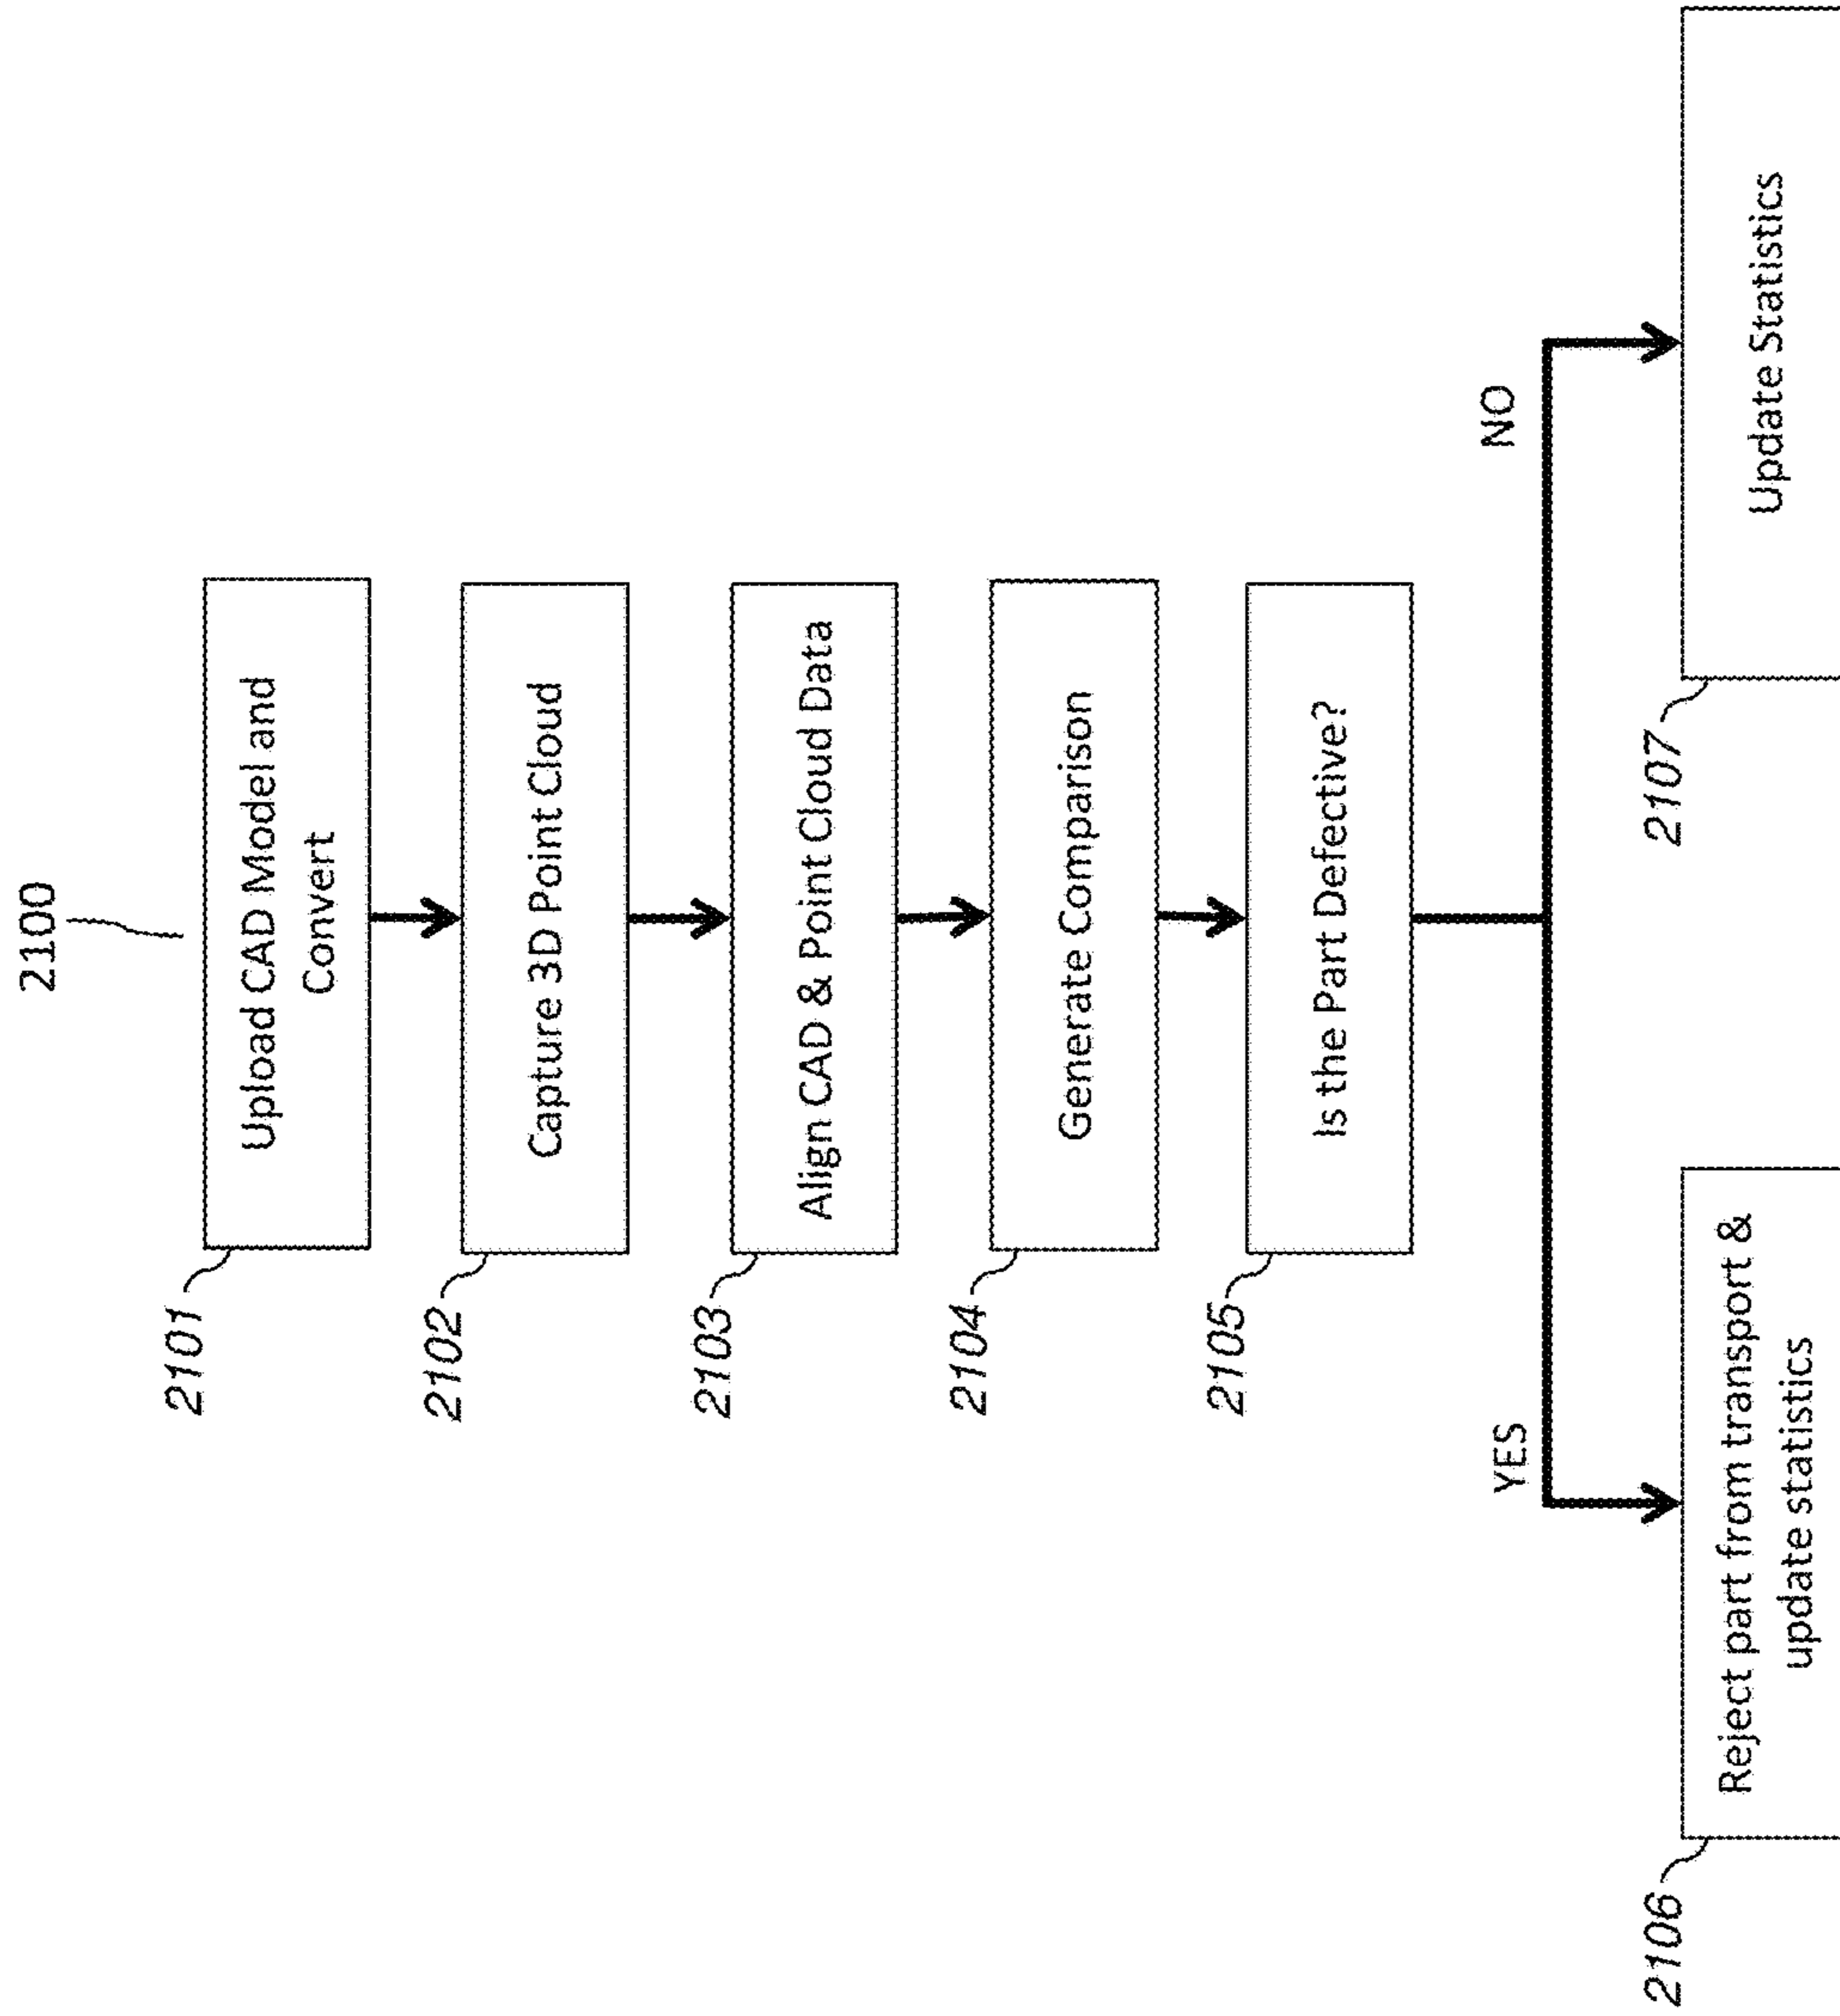 2100
2101
Upload CAD Model and
Convert
2102
Capture 3D Point Cloud
2103
Align CAD & Point Cloud Data
2104
Generate Comparison
2105
Is the Part Defective?
YES
NO
2106
Reject part from transport &
update statistics
2107
Update Statistics